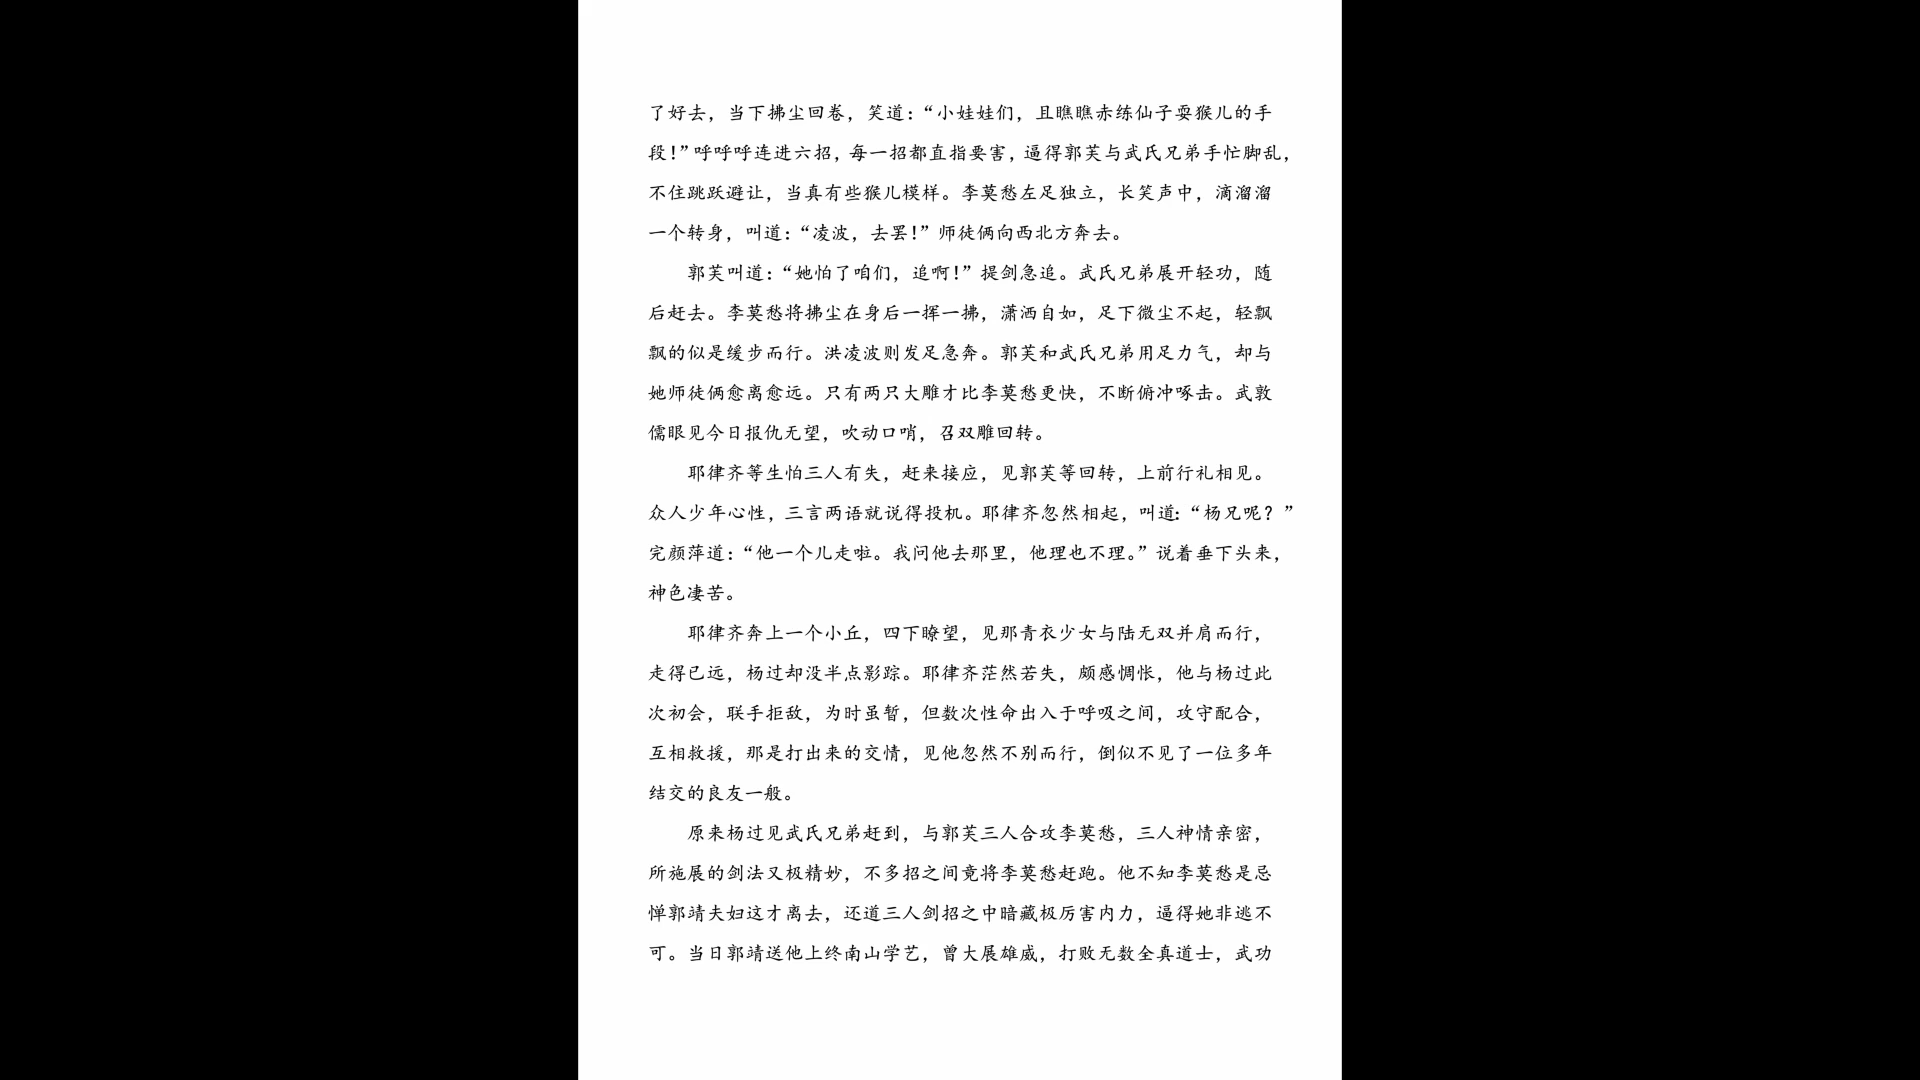 了好去，当下拂尘回卷，笑道：“小娃娃们，且瞧瞧赤练仙子耍猴儿的手
段！”呼呼呼连进六招，每一招都直指要害，逼得郭芙与武氏兄弟手忙脚乱，
不住跳跃避让，当真有些猴儿模样。李莫愁左足独立，长笑声中，滴溜溜
一个转身，叫道：“凌波，去罢！”师徒俩向西北方奔去。
郭芙叫道：“她怕了咱们，追啊！”提剑急追。武氏兄弟展开轻功，随
后赶去。李莫愁将拂尘在身后一挥一拂，潇洒自如，足下微尘不起，轻飘
飘的似是缓步而行。洪凌波则发足急奔。郭芙和武氏兄弟用足力气，却与
她师徒俩愈离愈远。只有两只大雕才比李莫愁更快，不断俯冲啄击。武敦
儒眼见今日报仇无望，吹动口哨，召双雕回转。
耶律齐等生怕三人有失，赶来接应，见郭芙等回转，上前行礼相见。
众人少年心性，三言两语就说得投机。耶律齐忽然相起，叫道：“杨兄呢？”
完颜萍道：“他一个儿走啦。我问他去那里，他理也不理。”说着垂下头来，
神色凄苦。
耶律齐奔上一个小丘，四下瞭望，见那青衣少女与陆无双并肩而行，
走得已远，杨过却没半点影踪。耶律齐茫然若失，颇感惆怅，他与杨过此
次初会，联手拒敌，为时虽暂，但数次性命出入于呼吸之间，攻守配合，
互相救援，那是打出来的交情，见他忽然不别而行，倒似不见了一位多年
结交的良友一般。
原来杨过见武氏兄弟赶到，与郭芙三人合攻李莫愁，三人神情亲密，
所施展的剑法又极精妙，不多招之间竟将李莫愁赶跑。他不知李莫愁是忌
惮郭靖夫妇这才离去，还道三人剑招之中暗藏极厉害内力，逼得她非逃不
可。当日郭靖送他上终南山学艺，曾大展雄威，打败无数全真道士，武功